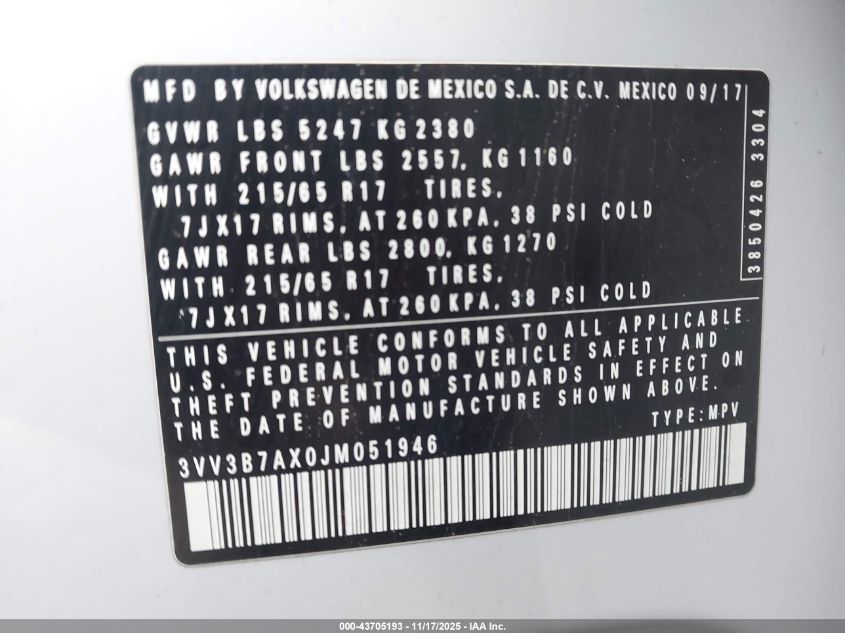 MFD BY VOLKSWAGEN DE MEXICO S.A. DE C.V. MEXICO 09/17
GVWR LBS 5247 KG 2380
GAWR FRONT LBS 2557, KG 1160
WITH 215/65 R17 TIRES,
7JX17 RIMS, AT 260 KPA, 38 PSI COLD
GAWR REAR LBS 2800, KG 1270
WITH 215/65 R17 TIRES,
7JX17 RIMS, AT 260 KPA, 38 PSI COLD
3850426 3304
THIS VEHICLE CONFORMS TO ALL APPLICABLE
U.S. FEDERAL MOTOR VEHICLE SAFETY AND
THEFT PREVENTION STANDARDS IN EFFECT ON
THE DATE OF MANUFACTURE SHOWN ABOVE.
TYPE: MPV
3VV3B7AX0JM051946
000-43705193 - 11/17/2025 - IAA Inc.